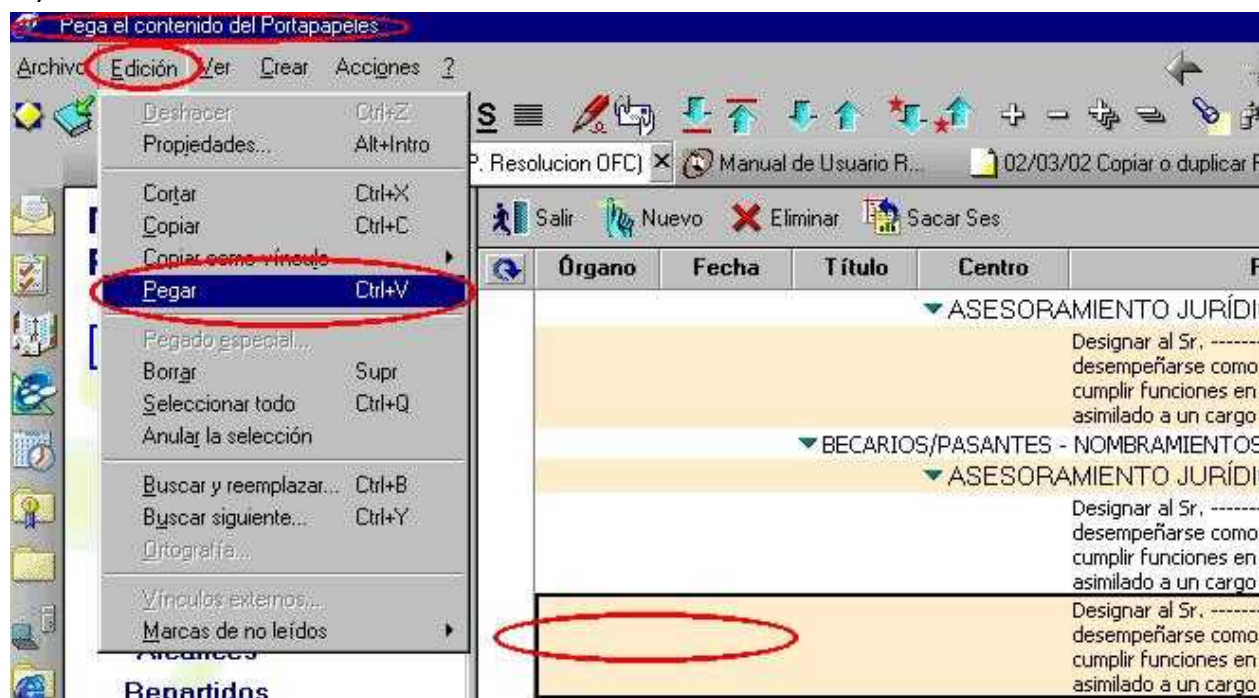 Pega el contenido del Portapapeles
Archivo Edición Ver Crear Acciones ?
Deshacer Ctrl+Z
Propiedades... Alt+Intro
Cortar Ctrl+X
Copiar Ctrl+C
Copiar como vínculo
Pegar Ctrl+V
Pegado especial...
Borrar Supr
Seleccionar todo Ctrl+Q
Anular la selección
Buscar y reemplazar... Ctrl+B
Buscar siguiente... Ctrl+Y
Ortografía...
Vínculos externos...
Marcas de no leídos
Alcances
Repartidos
S
P. Resolucion OFC) Manual de Usuario R... 02/03/02 Copiar o duplicar
Salir Nuevo Eliminar Sacar Ses
Órgano Fecha Título Centro
ASESORAMIENTO JURÍDI
Designar al Sr. -------
desempeñarse como
cumplir funciones en
asimilado a un cargo
BECARIOS/PASANTES - NOMBRAMIENTOS
ASESORAMIENTO JURÍDI
Designar al Sr. -------
desempeñarse como
cumplir funciones en
asimilado a un cargo
Designar al Sr. -------
desempeñarse como
cumplir funciones en
asimilado a un cargo